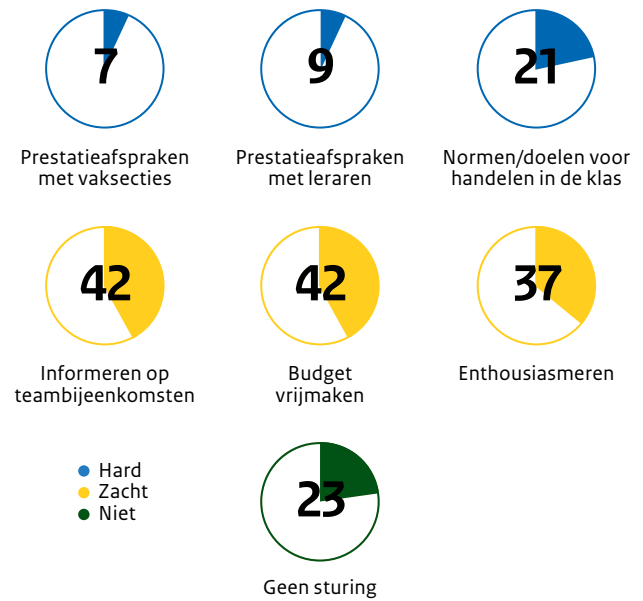 7
9
21
Prestatieafspraken
met vaksecties
Prestatieafspraken
met leraren
Normen/doelen voor
handelen in de klas
42
42
37
Informeren op
teambijeenkomsten
Budget
vrijmaken
Enthousiasmeren
Hard
Zacht
Niet
23
Geen sturing